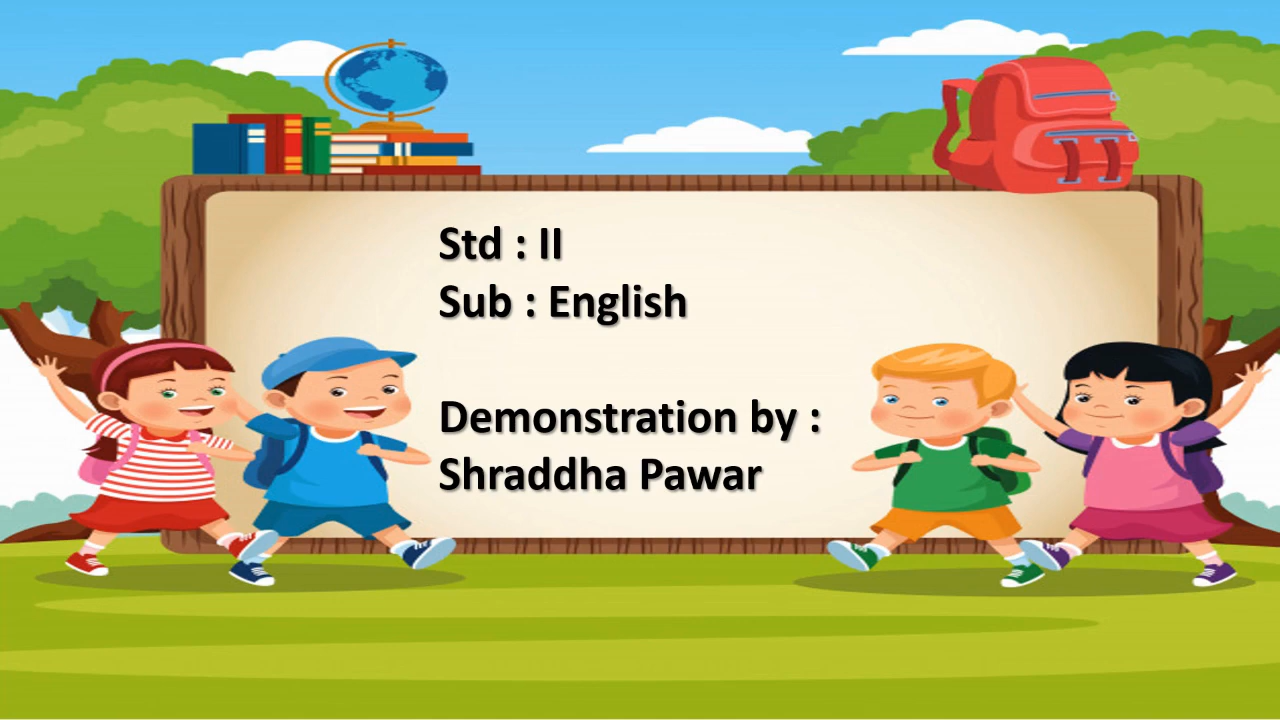 Std : II
Sub : English
Demonstration by :
Shraddha Pawar